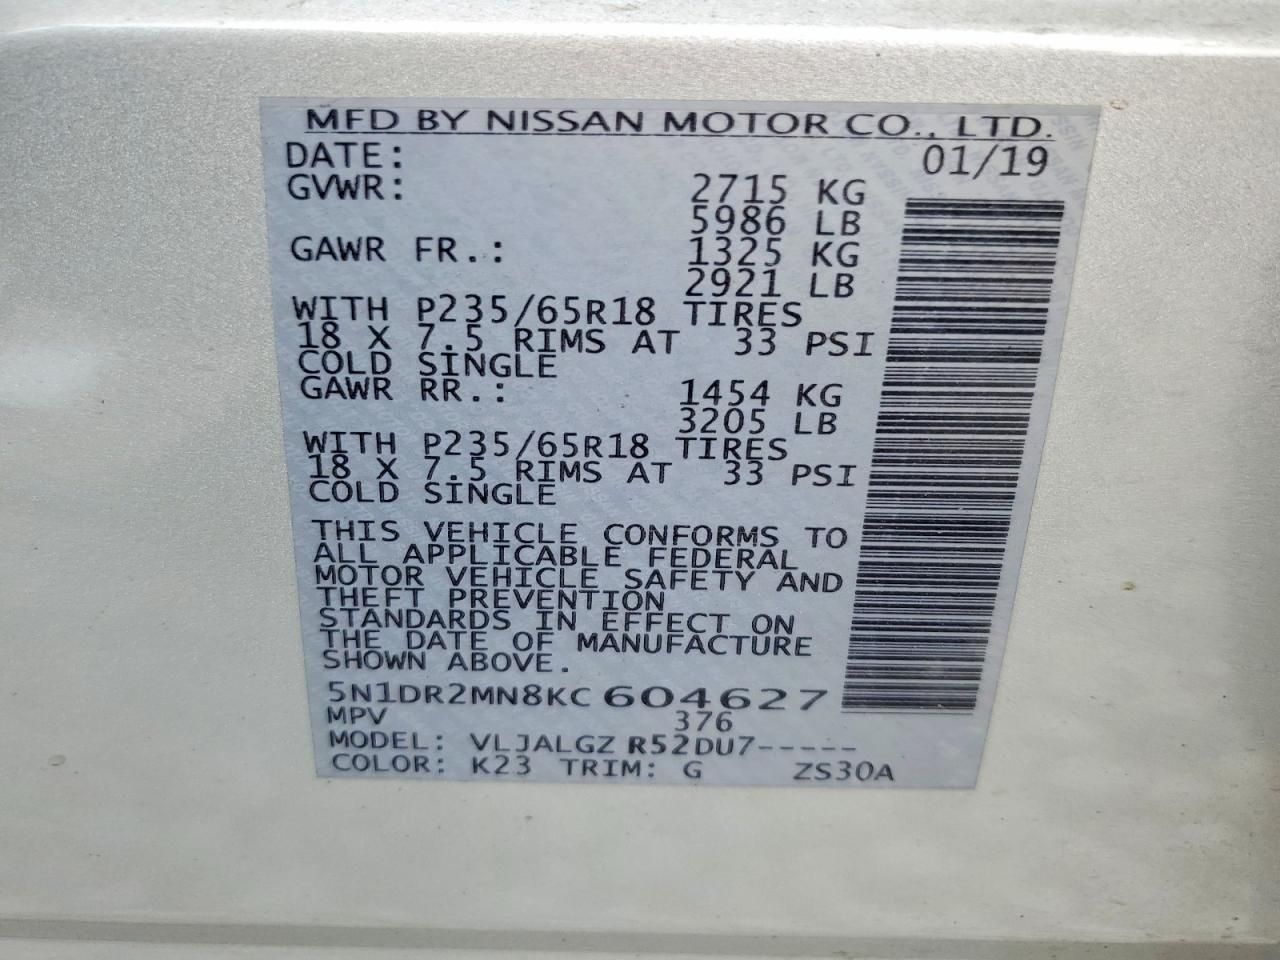 MFD BY NISSAN MOTOR CO., LTD.
DATE: 01/19
GVWR: 2715 KG
5986 LB
GAWR FR.: 1325 KG
2921 LB
WITH P235/65R18 TIRES
18 X 7.5 RIMS AT 33 PSI
COLD SINGLE
GAWR RR.: 1454 KG
3205 LB
WITH P235/65R18 TIRES
18 X 7.5 RIMS AT 33 PSI
COLD SINGLE
THIS VEHICLE CONFORMS TO
ALL APPLICABLE FEDERAL
MOTOR VEHICLE SAFETY AND
THEFT PREVENTION
STANDARDS IN EFFECT ON
THE DATE OF MANUFACTURE
SHOWN ABOVE.
5N1DR2MN8KC 604627
MPV 376
MODEL: VLJALGZ R52DU7-----
COLOR: K23 TRIM: G ZS30A